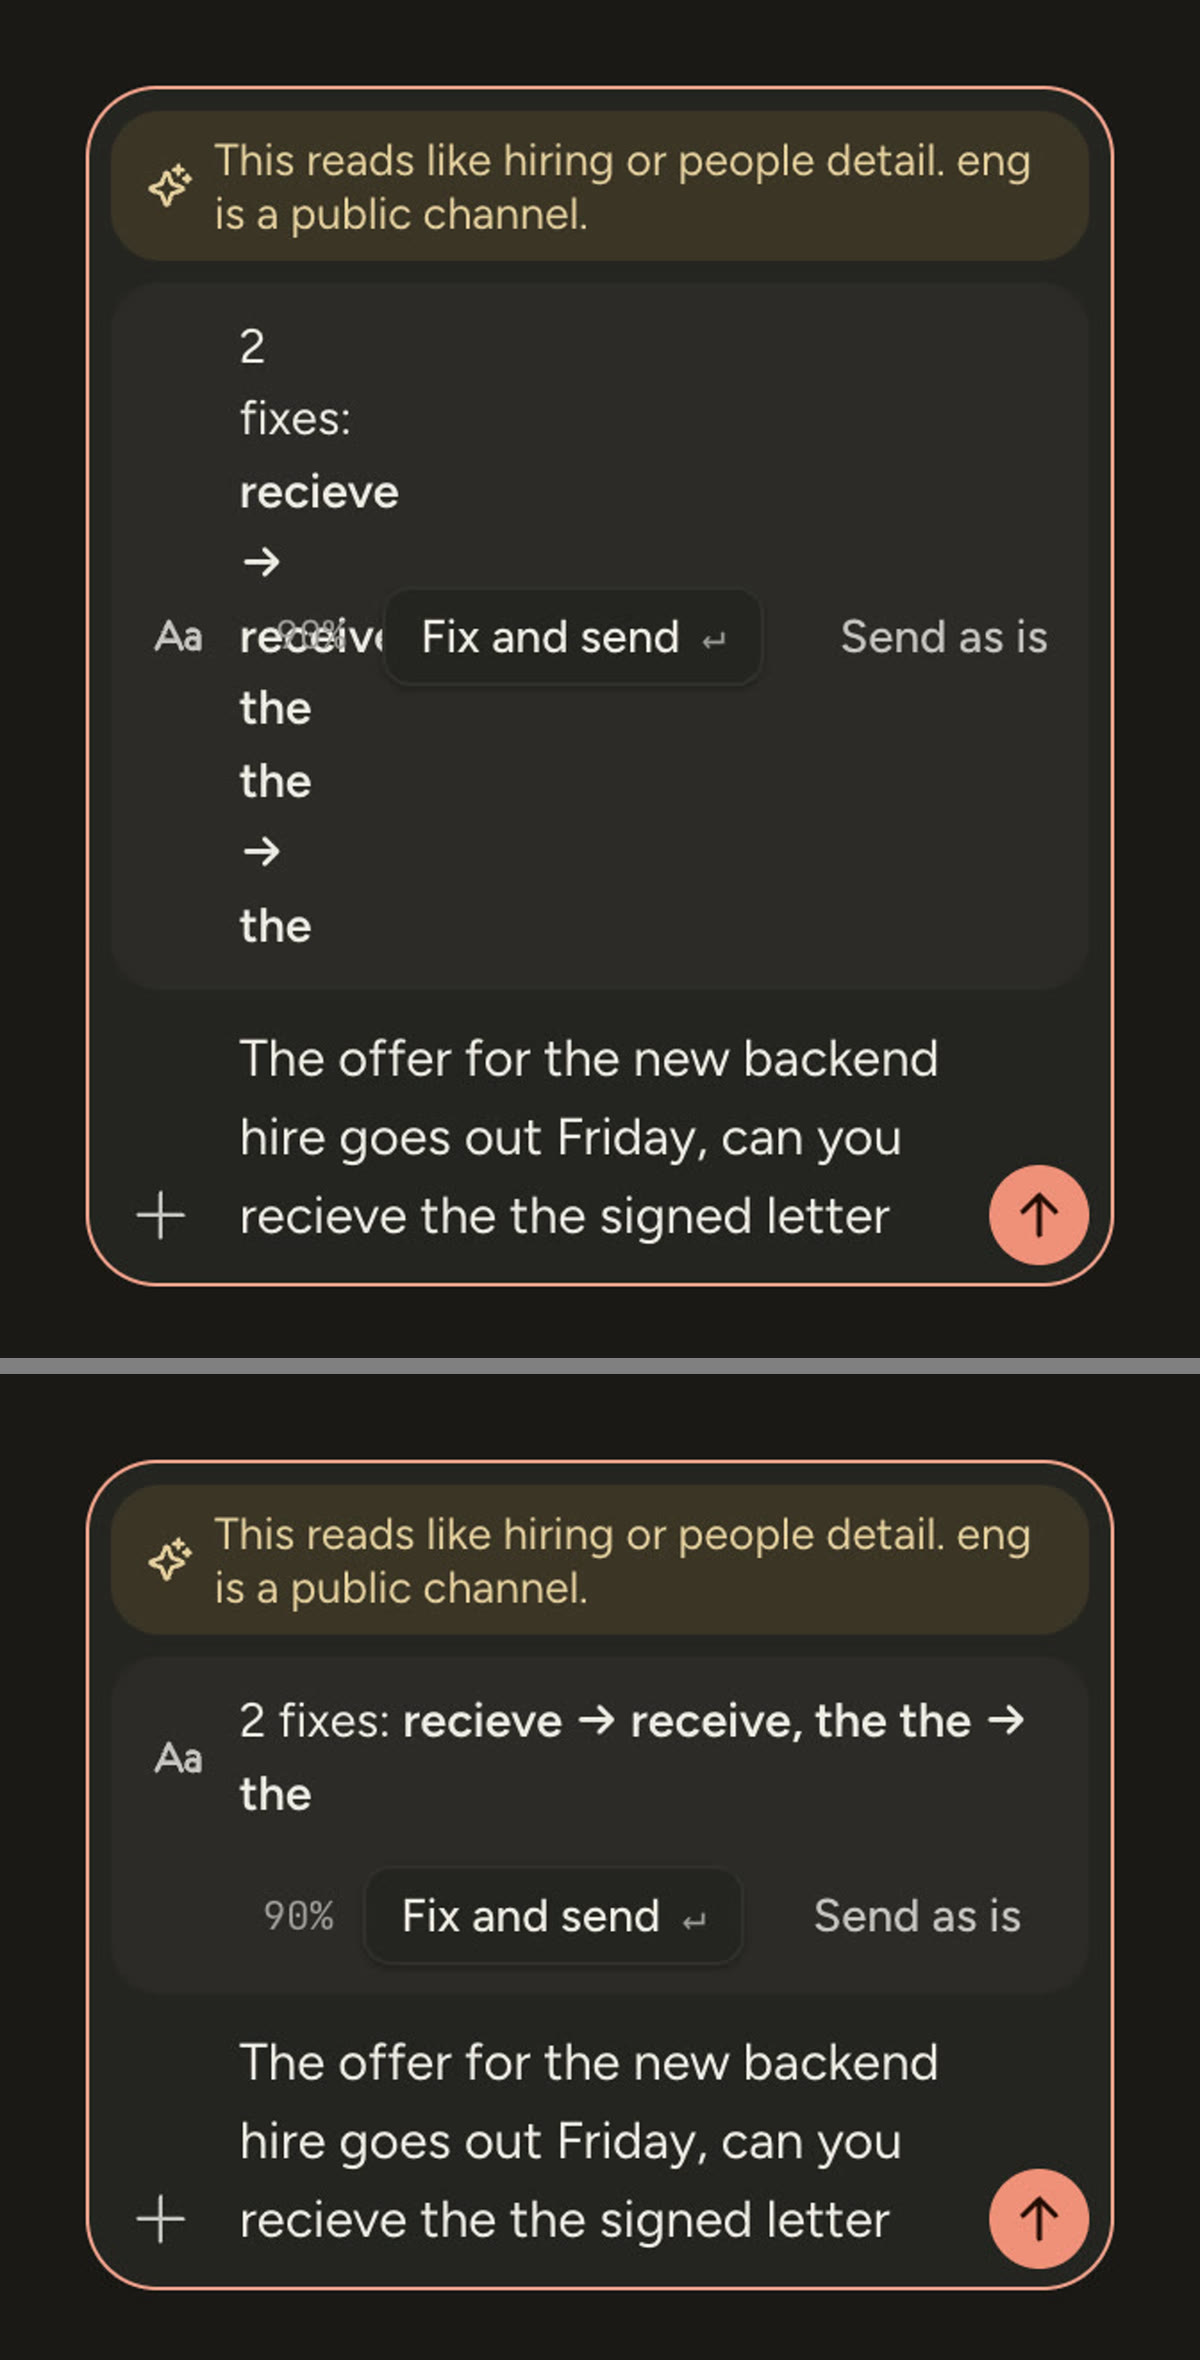 This reads like hiring or people detail. eng
is a public channel.
2
fixes:
recieve
→
Aa receive 90% Fix and send ↵ Send as is
the
the
→
the
The offer for the new backend
hire goes out Friday, can you
recieve the the signed letter
This reads like hiring or people detail. eng
is a public channel.
Aa
2 fixes: recieve → receive, the the →
the
90% Fix and send ↵ Send as is
The offer for the new backend
hire goes out Friday, can you
recieve the the signed letter